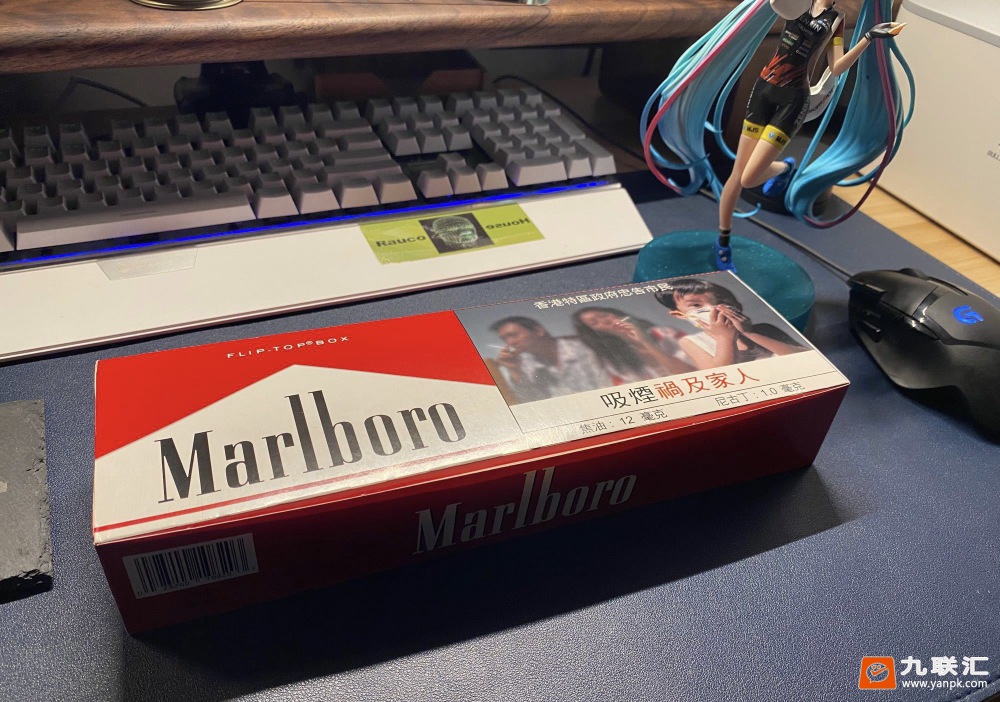 Rauco House
香港特區政府忠告市民
FLIP-TOP® BOX
Marlboro
吸煙禍及家人
焦油：12 毫克 尼古丁：1.0 毫克
Marlboro
九联汇
www.yanpk.com